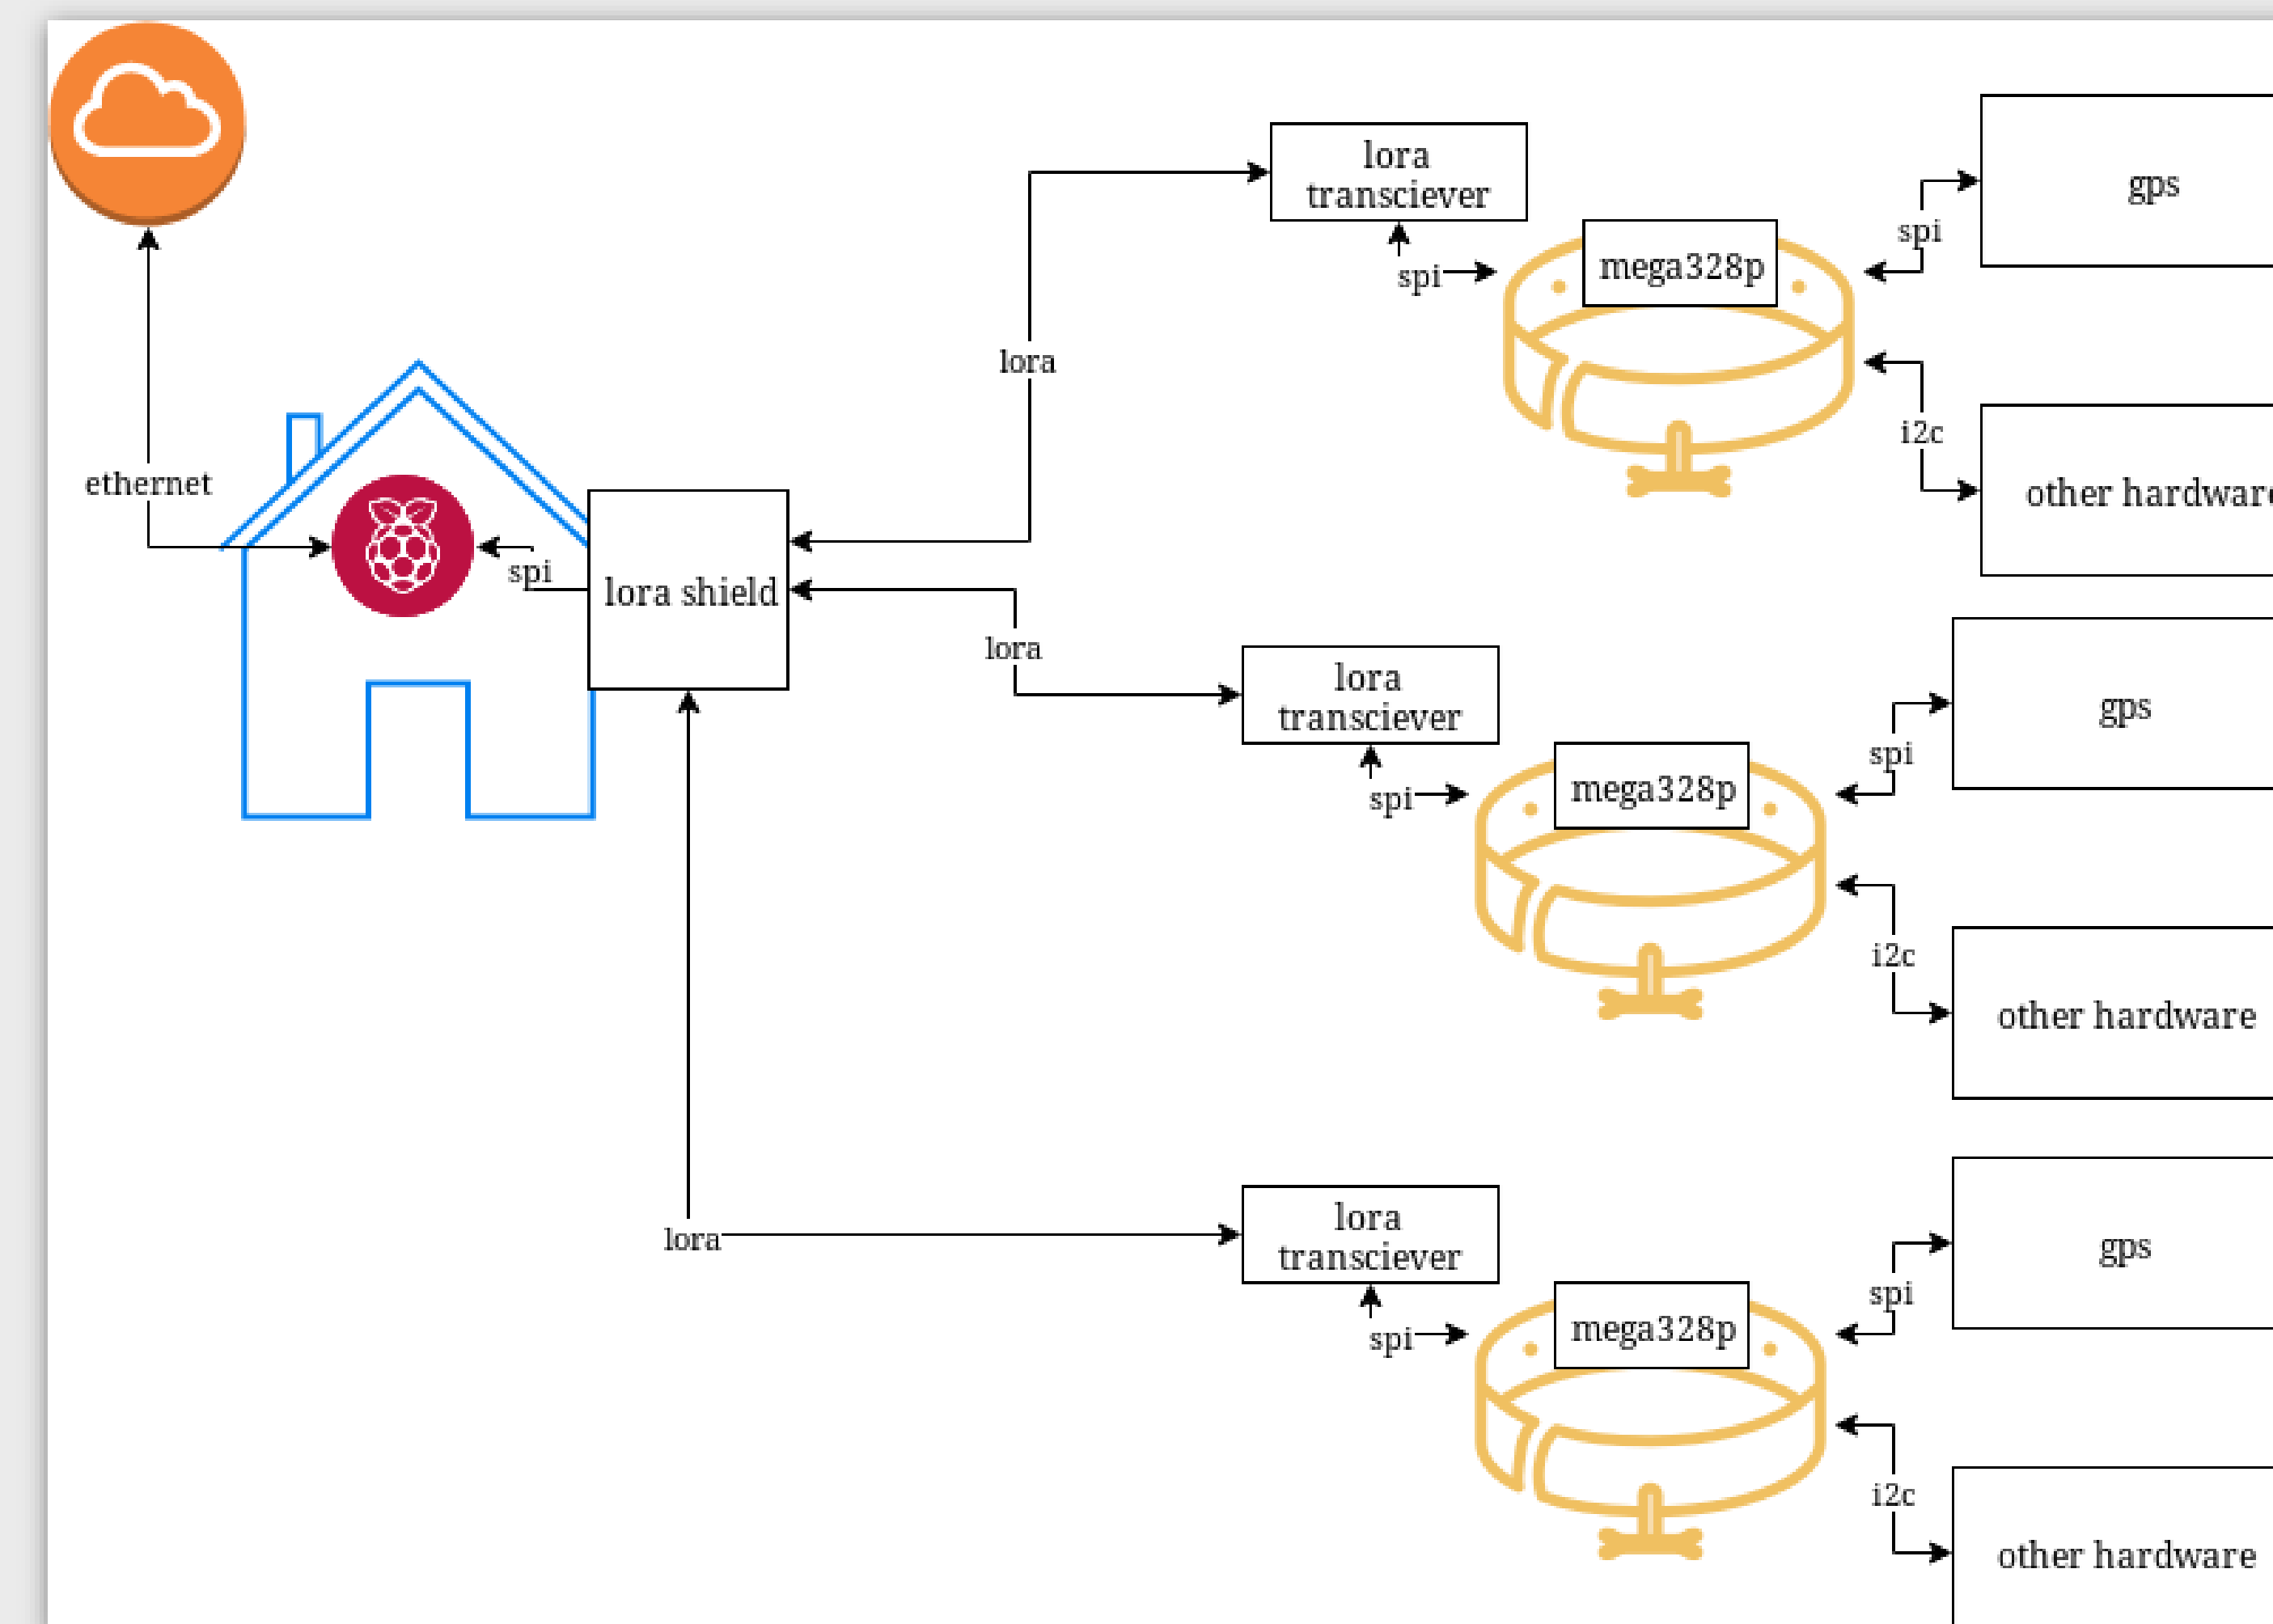 lora
transciever
gps
spi
mega328p
spi
lora
i2c
other hardware
ethernet
spi
lora shield
lora
lora
transciever
gps
spi
mega328p
spi
i2c
other hardware
lora
lora
transciever
gps
spi
mega328p
spi
i2c
other hardware